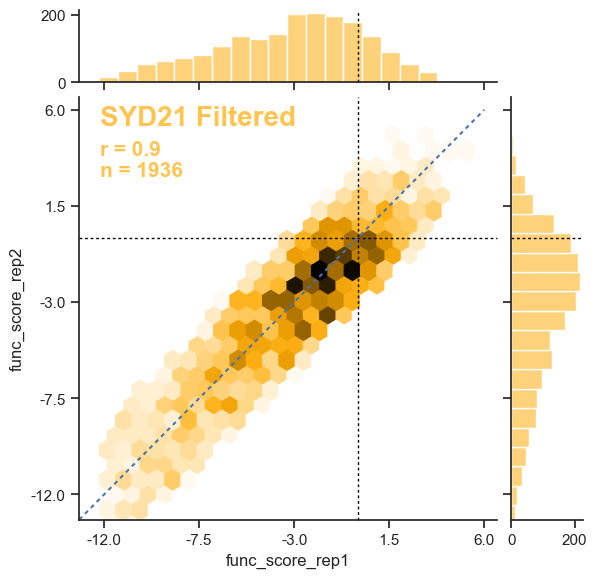 200
0
6.0
SYD21 Filtered
r = 0.9
n = 1936
1.5
func_score_rep2
-3.0
-7.5
-12.0
-12.0 -7.5 -3.0 1.5 6.0 0 200
func_score_rep1